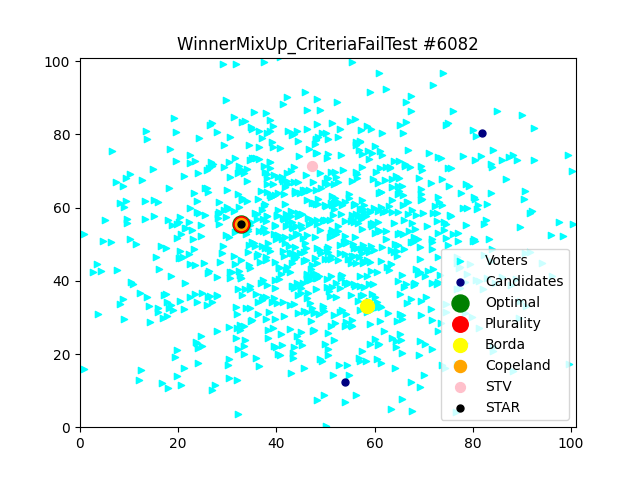 WinnerMixUp_CriteriaFailTest #6082
100
80
60
40
20
0
0
20
40
60
80
100
Voters
Candidates
Optimal
Plurality
Borda
Copeland
STV
STAR